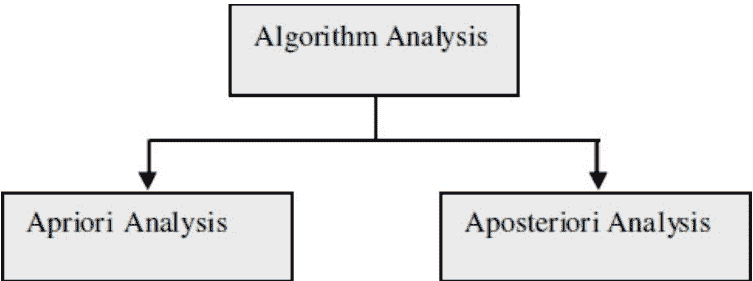 Algorithm Analysis
Apriori Analysis
Aposteriori Analysis